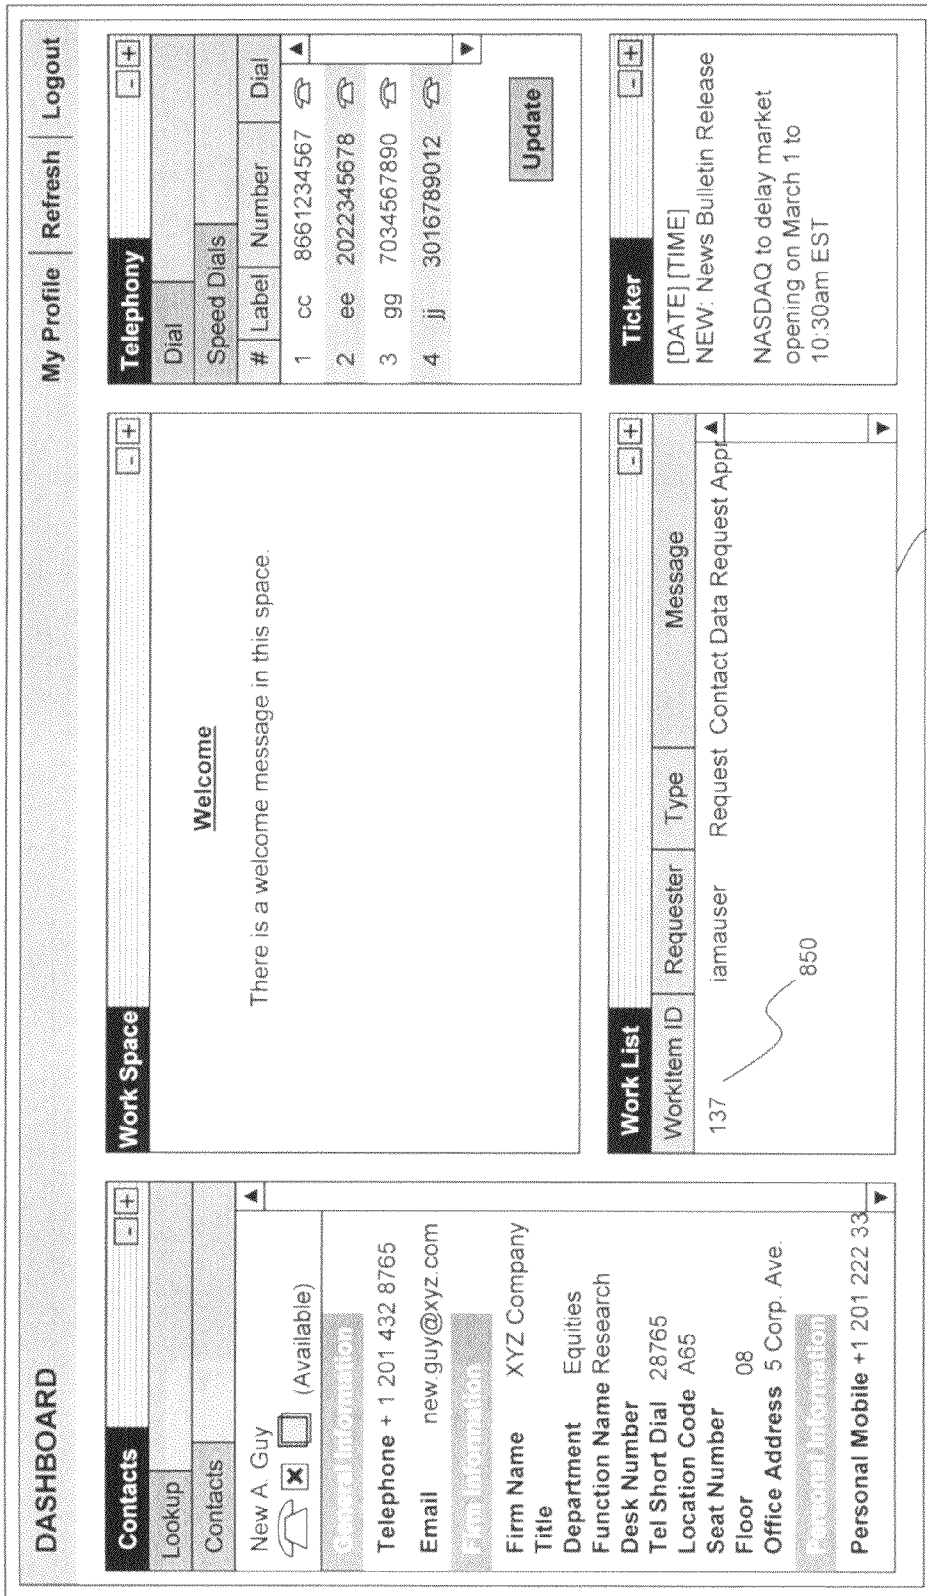 DASHBOARD
My Profile Refresh Logout
Contacts
- +
Lookup
Contacts
New A. Guy
(Available)
General Information
Telephone + 1 201 432 8765
Email new.guy@xyz.com
Firm Information
Firm Name XYZ Company
Title
Department Equities
Function Name Research
Desk Number
Tel Short Dial 28765
Location Code A65
Seat Number
Floor 08
Office Address 5 Corp. Ave.
Personal Information
Personal Mobile +1 201 222 33
Work Space
- +
Welcome
There is a welcome message in this space.
Work List
- +
WorkItem ID Requester Type Message
137 iamauser Request Contact Data Request Appr
850
Telephony
- +
Dial
Speed Dials
# Label Number Dial
1 cc 8661234567
2 ee 2022345678
3 gg 7034567890
4 jj 3016789012
Update
Ticker
- +
[DATE] [TIME]
NEW: News Bulletin Release
NASDAQ to delay market
opening on March 1 to
10:30am EST